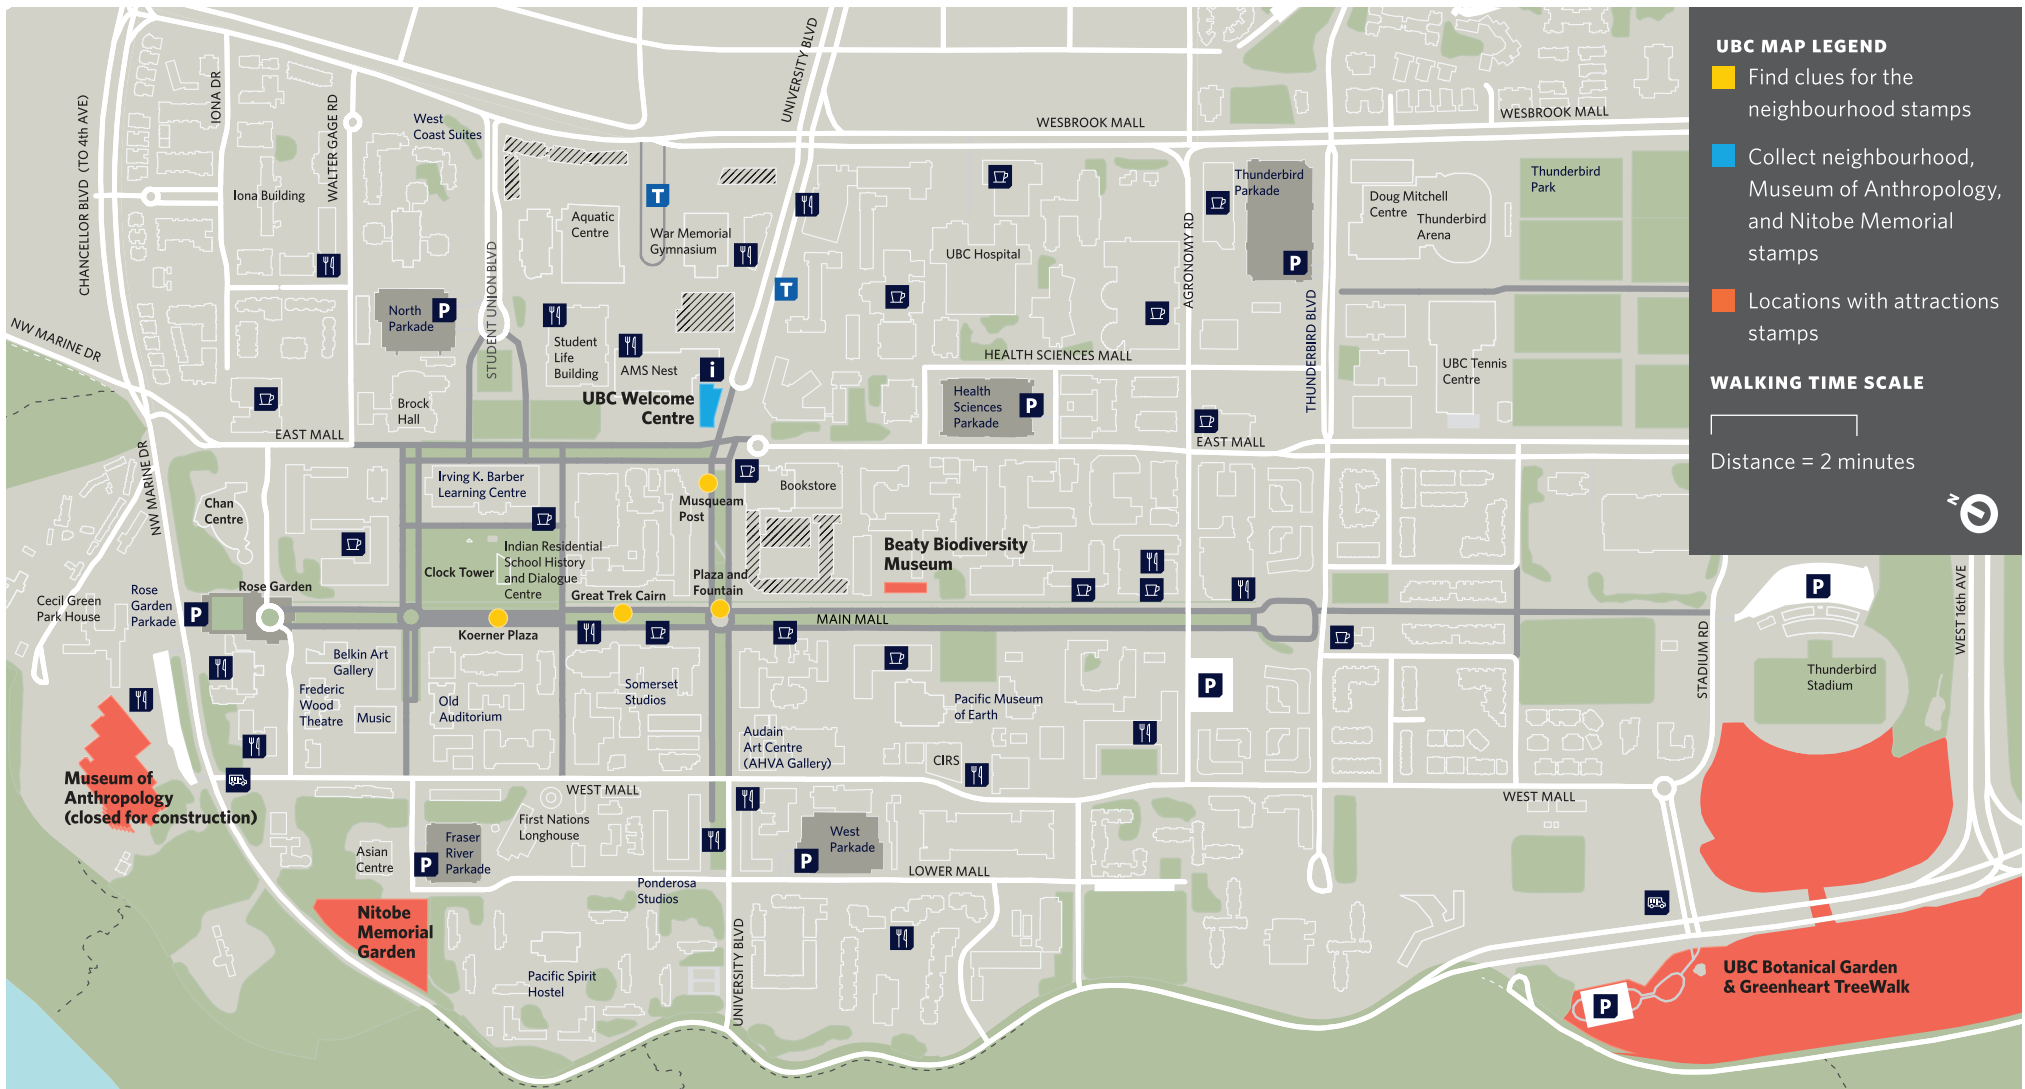 UBC MAP LEGEND
Find clues for the
neighbourhood stamps
Collect neighbourhood,
Museum of Anthropology,
and Nitobe Memorial
stamps
Locations with attractions
stamps
WALKING TIME SCALE
Distance = 2 minutes
N
CHANCELLOR BLVD (TO 4th AVE)
IONA DR
WALTER GAGE RD
West
Coast Suites
UNIVERSITY BLVD
WESBROOK MALL
WESBROOK MALL
Iona Building
STUDENT UNION BLVD
Aquatic
Centre
T
War Memorial
Gymnasium
T
UBC Hospital
AGRONOMY RD
Thunderbird
Parkade
P
Doug Mitchell
Centre
Thunderbird
Arena
Thunderbird
Park
NW MARINE DR
North
Parkade
P
Student
Life
Building
AMS Nest
i
UBC Welcome
Centre
HEALTH SCIENCES MALL
THUNDERBIRD BLVD
UBC Tennis
Centre
Health
Sciences
Parkade
P
Brock
Hall
EAST MALL
EAST MALL
NW MARINE DR
Chan
Centre
Irving K. Barber
Learning Centre
Musqueam
Post
Bookstore
Indian Residential
School History
and Dialogue
Centre
Clock Tower
Beaty Biodiversity
Museum
Plaza and
Fountain
Great Trek Cairn
Cecil Green
Park House
Rose
Garden
Parkade
P
Rose Garden
Koerner Plaza
MAIN MALL
P
WEST 16th AVE
STADIUM RD
Thunderbird
Stadium
Belkin Art
Gallery
Frederic
Wood
Theatre
Music
Old
Auditorium
Somerset
Studios
Audain
Art Centre
(AHVA Gallery)
Pacific Museum
of Earth
P
CIRS
Museum of
Anthropology
(closed for construction)
WEST MALL
WEST MALL
First Nations
Longhouse
Fraser
River
Parkade
P
Asian
Centre
West
Parkade
P
LOWER MALL
Ponderosa
Studios
Nitobe
Memorial
Garden
UNIVERSITY BLVD
Pacific Spirit
Hostel
UBC Botanical Garden
& Greenheart TreeWalk
P